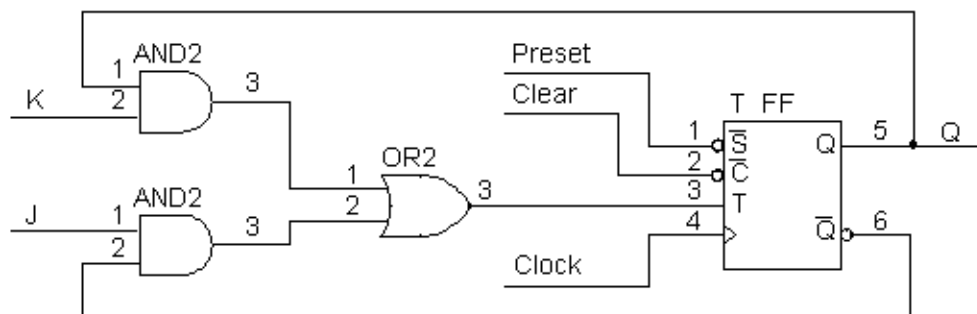 AND2
1
2
3
K
AND2
1
2
3
J
OR2
1
2
3
Preset
Clear
Clock
T FF
1
2
3
4
S̅
C̅
T
Q
Q̅
5
6
Q